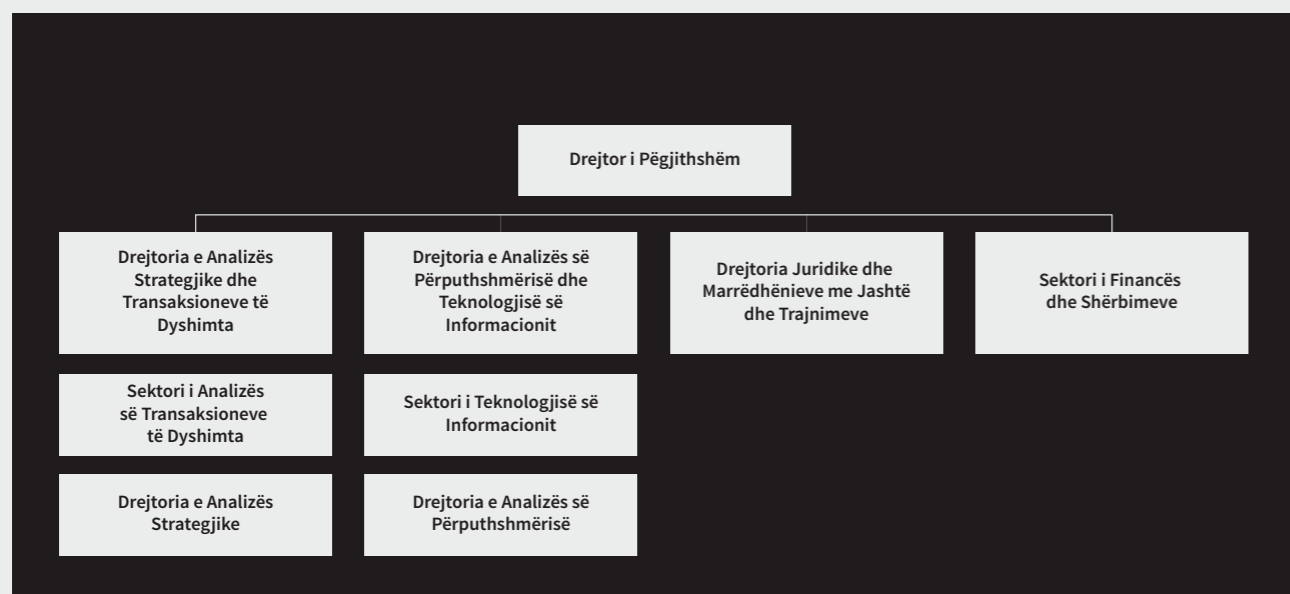 Drejtor i Pëgjithshëm
Drejtoria e Analizës
Strategjike dhe
Transaksioneve të
Dyshimta
Drejtoria e Analizës së
Përputhshmërisë dhe
Teknologjisë së
Informacionit
Drejtoria Juridike dhe
Marrëdhënieve me Jashtë
dhe Trajnimeve
Sektori i Financës
dhe Shërbimeve
Sektori i Analizës
së Transaksioneve
të Dyshimta
Sektori i Teknologjisë së
Informacionit
Drejtoria e Analizës
Strategjike
Drejtoria e Analizës së
Përputhshmërisë